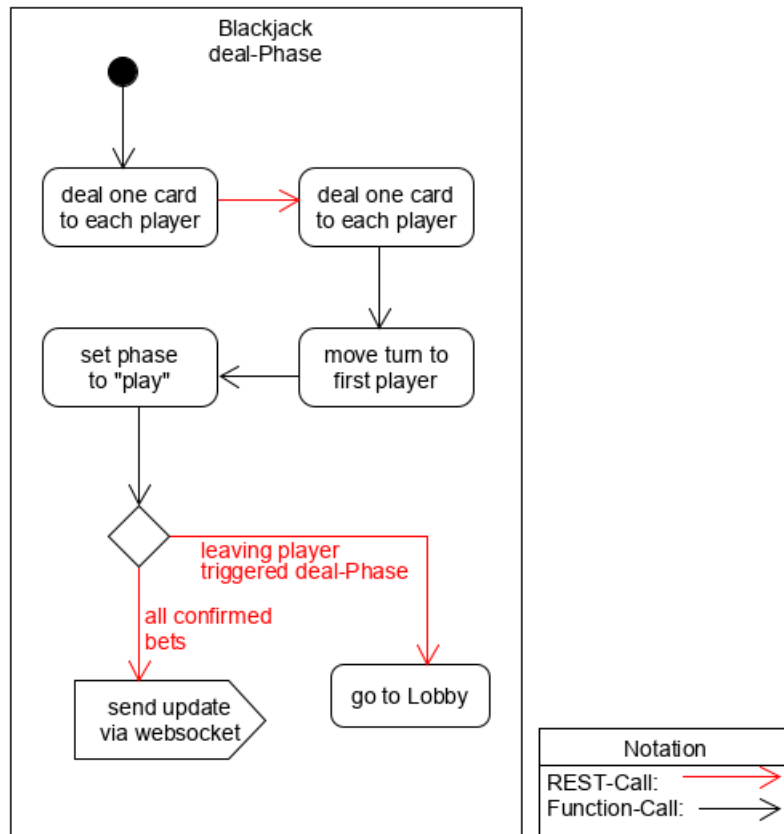 Blackjack
deal-Phase
deal one card
to each player
deal one card
to each player
set phase
to "play"
move turn to
first player
leaving player
triggered deal-Phase
all confirmed
bets
send update
via websocket
go to Lobby
Notation
REST-Call:
Function-Call: